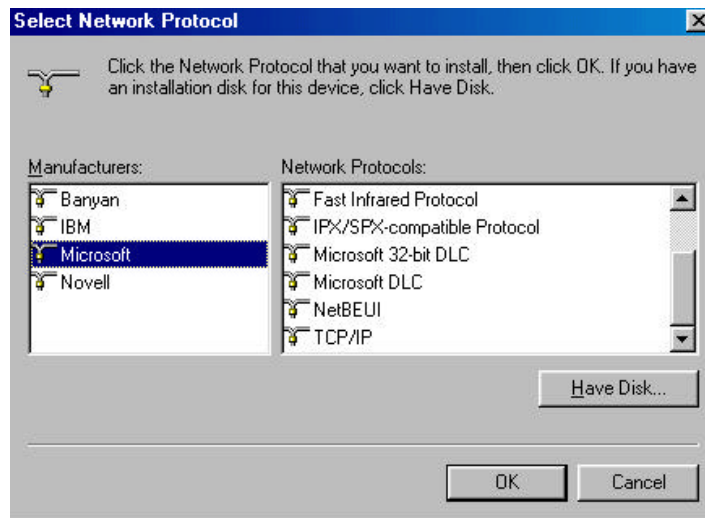 Select Network Protocol
Click the Network Protocol that you want to install, then click OK. If you have
an installation disk for this device, click Have Disk.
Manufacturers:
Banyan
IBM
Microsoft
Novell
Network Protocols:
Fast Infrared Protocol
IPX/SPX-compatible Protocol
Microsoft 32-bit DLC
Microsoft DLC
NetBEUI
TCP/IP
Have Disk...
OK
Cancel